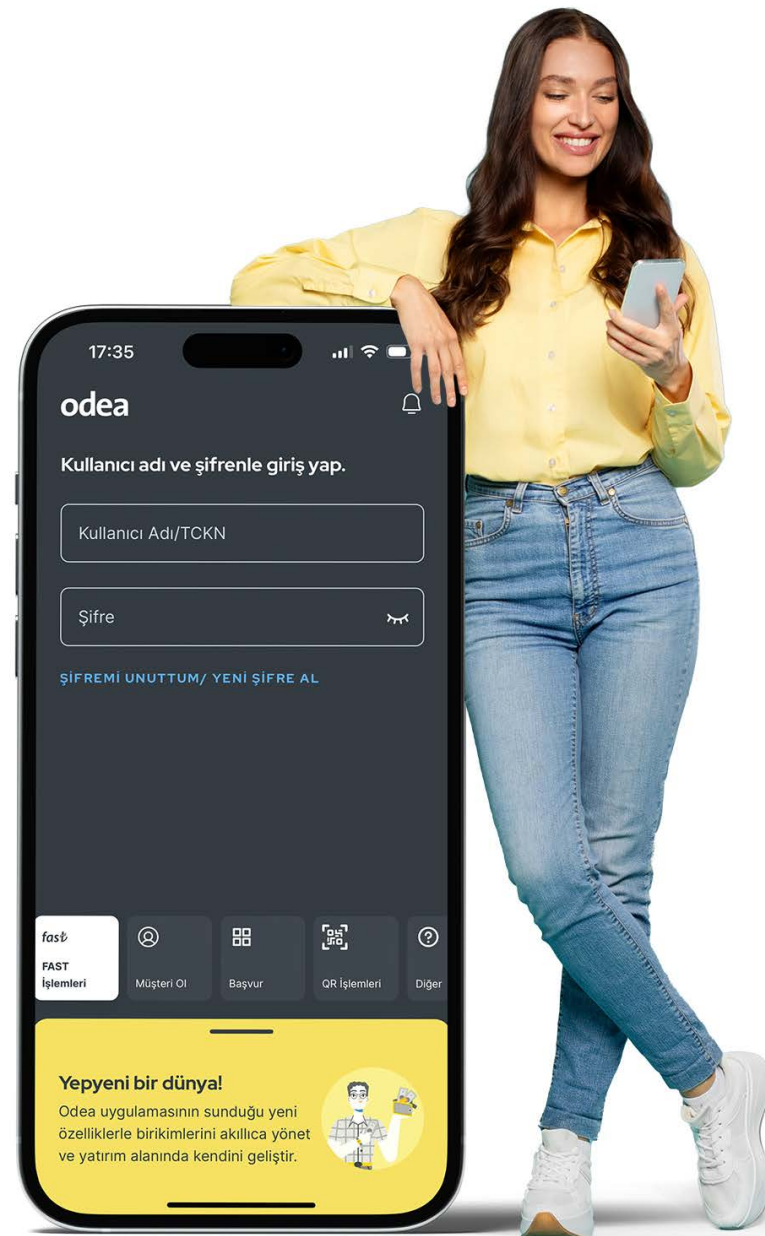 17:35
odea
Kullanıcı adı ve şifrenle giriş yap.
Kullanıcı Adı/TCKN
Şifre
ŞİFREMİ UNUTTUM/ YENİ ŞİFRE AL
fast
FAST
İşlemleri
Müşteri Ol
Başvur
QR İşlemleri
Diğer
Yepyeni bir dünya!
Odea uygulamasının sunduğu yeni
özelliklerle birikimlerini akıllıca yönet
ve yatırım alanında kendini geliştir.